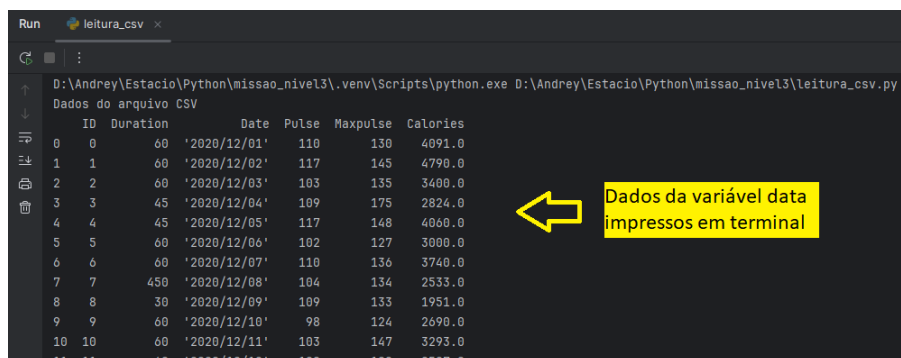 Run leitura_csv ×
D:\Andrey\Estacio\Python\missao_nivel3\.venv\Scripts\python.exe D:\Andrey\Estacio\Python\missao_nivel3\leitura_csv.py
Dados do arquivo CSV
ID Duration Date Pulse Maxpulse Calories
0 0 60 '2020/12/01' 110 130 4091.0
1 1 60 '2020/12/02' 117 145 4790.0
2 2 60 '2020/12/03' 103 135 3400.0
3 3 45 '2020/12/04' 109 175 2824.0
4 4 45 '2020/12/05' 117 148 4060.0
5 5 60 '2020/12/06' 102 127 3000.0
6 6 60 '2020/12/07' 110 136 3740.0
7 7 450 '2020/12/08' 104 134 2533.0
8 8 30 '2020/12/09' 109 133 1951.0
9 9 60 '2020/12/10' 98 124 2690.0
10 10 60 '2020/12/11' 103 147 3293.0
Dados da variável data
impressos em terminal